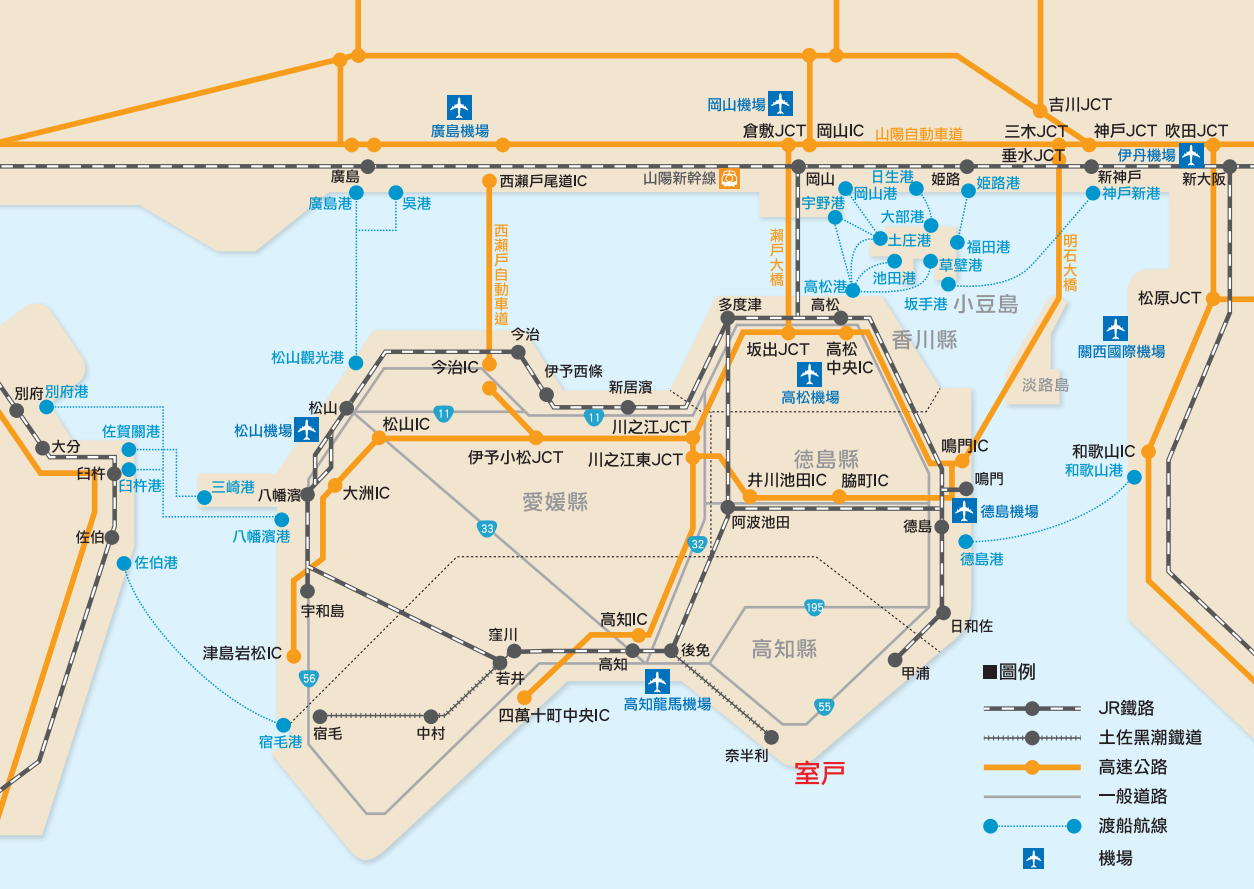 吉川JCT
岡山機場
廣島機場
倉敷JCT
岡山IC
山陽自動車道
三木JCT
神戶JCT
吹田JCT
垂水JCT
伊丹機場
廣島
西瀨戶尾道IC
山陽新幹線
岡山
日生港
姬路
姬路港
新神戶
新大阪
神戶新港
廣島港
吳港
宇野港
岡山港
大部港
土庄港
福田港
西瀨戶自動車道
瀨戶大橋
明石大橋
池田港
草壁港
高松港
坂手港
小豆島
松原JCT
多度津
高松
香川縣
關西國際機場
今治
松山觀光港
今治IC
伊予西條
坂出JCT
高松
中央IC
新居濱
高松機場
淡路島
別府
別府港
松山
11
11
松山機場
松山IC
川之江JCT
佐賀關港
大分
伊予小松JCT
川之江東JCT
德島縣
鳴門IC
和歌山IC
和歌山港
臼杵
臼杵港
三崎港
八幡濱
大洲IC
愛媛縣
井川池田IC
脇町IC
鳴門
德島機場
八幡濱港
33
32
阿波池田
德島
佐伯
佐伯港
德島港
宇和島
195
高知IC
日和佐
窪川
津島岩松IC
高知
後免
高知縣
56
若井
甲浦
四萬十町中央IC
高知龍馬機場
55
宿毛港
宿毛
中村
奈半利
室戸
圖例
JR鐵路
土佐黑潮鐵道
高速公路
一般道路
渡船航線
機場